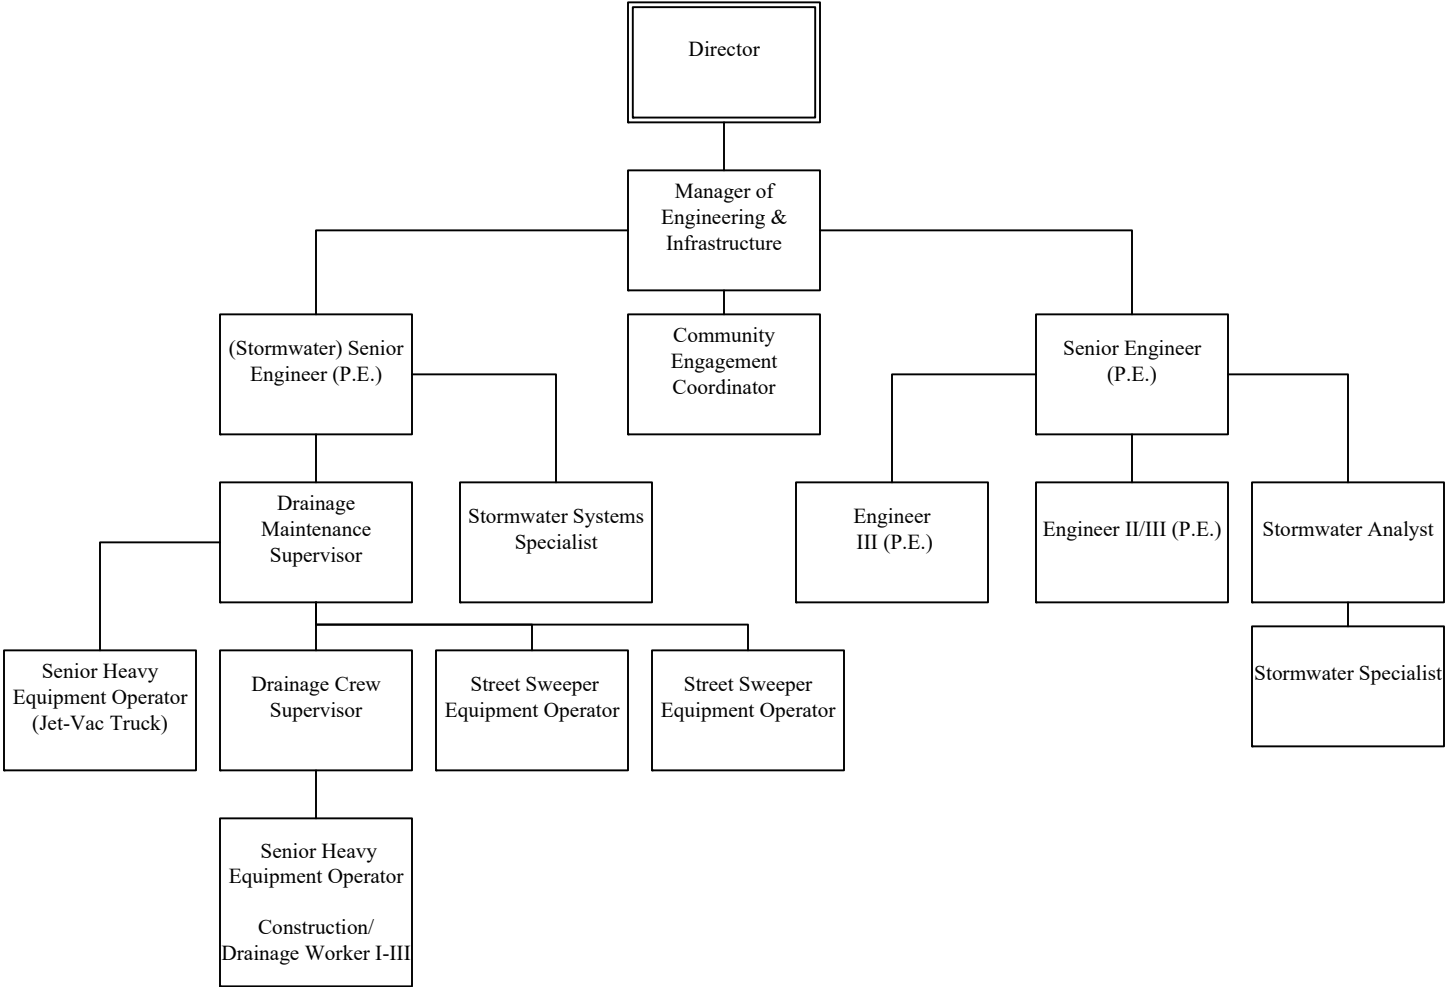 Director
Manager of
Engineering &
Infrastructure
(Stormwater) Senior
Engineer (P.E.)
Community
Engagement
Coordinator
Senior Engineer
(P.E.)
Drainage
Maintenance
Supervisor
Stormwater Systems
Specialist
Engineer
III (P.E.)
Engineer II/III (P.E.)
Stormwater Analyst
Senior Heavy
Equipment Operator
(Jet-Vac Truck)
Drainage Crew
Supervisor
Street Sweeper
Equipment Operator
Street Sweeper
Equipment Operator
Stormwater Specialist
Senior Heavy
Equipment Operator
Construction/
Drainage Worker I-III